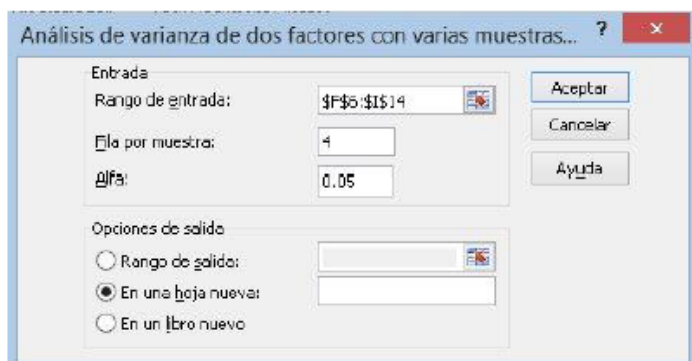 Análisis de varianza de dos factores con varias muestras... ?
Entrada
Rango de entrada: $F$6:$I$14
Fila por muestra: 4
Alfa: 0.05
Aceptar
Cancelar
Ayuda
Opciones de salida
Rango de salida:
En una hoja nueva:
En un libro nuevo